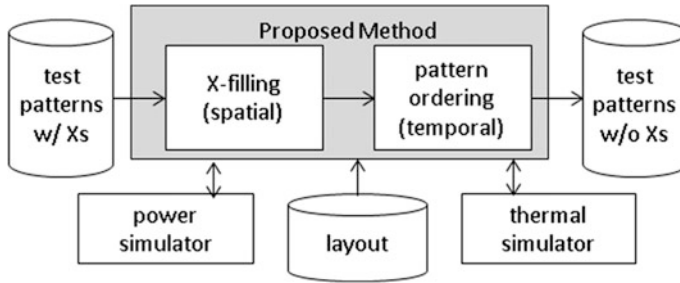 Proposed Method
test
patterns
w/ Xs
X-filling
(spatial)
pattern
ordering
(temporal)
test
patterns
w/o Xs
power
simulator
layout
thermal
simulator